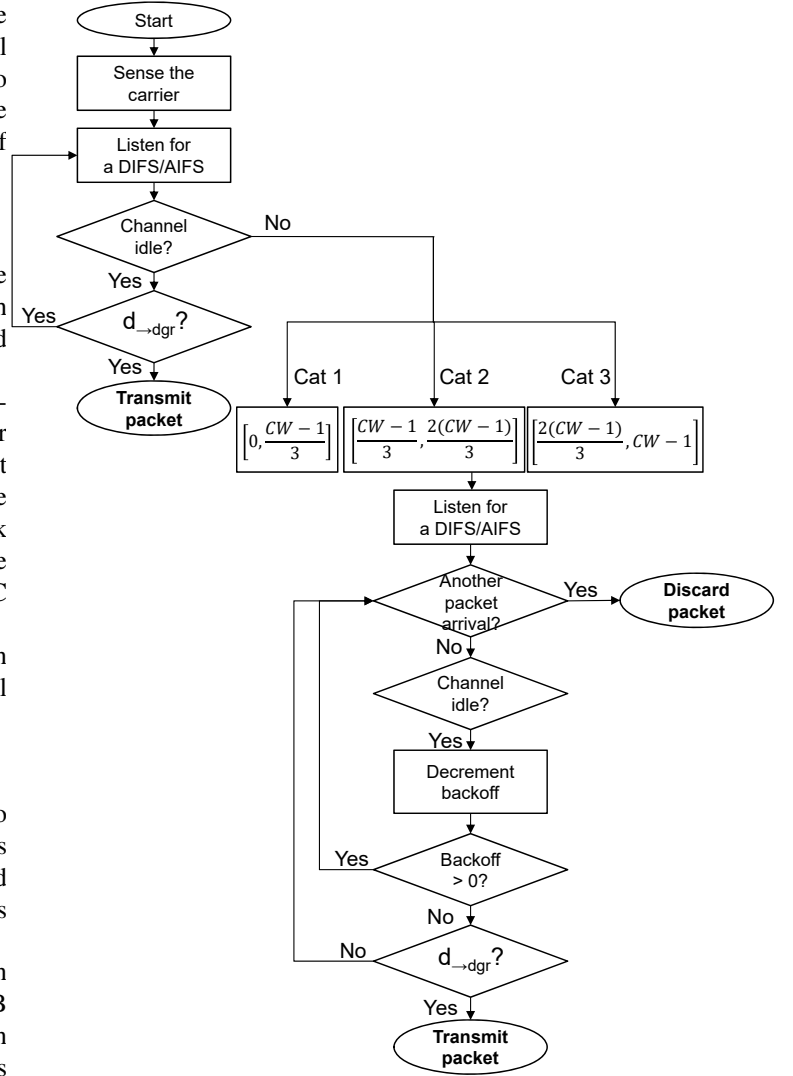 Start
Sense the
carrier
Listen for
a DIFS/AIFS
Channel
idle?
No
Yes
d→dgr?
Yes
Yes
Transmit
packet
Cat 1
Cat 2
Cat 3
[0, CW − 1 / 3]
[CW − 1 / 3, 2(CW − 1) / 3]
[2(CW − 1) / 3, CW − 1]
Listen for
a DIFS/AIFS
Another
packet
arrival?
Yes
Discard
packet
No
Channel
idle?
Yes
Decrement
backoff
Backoff
> 0?
Yes
No
d→dgr?
No
Yes
Transmit
packet